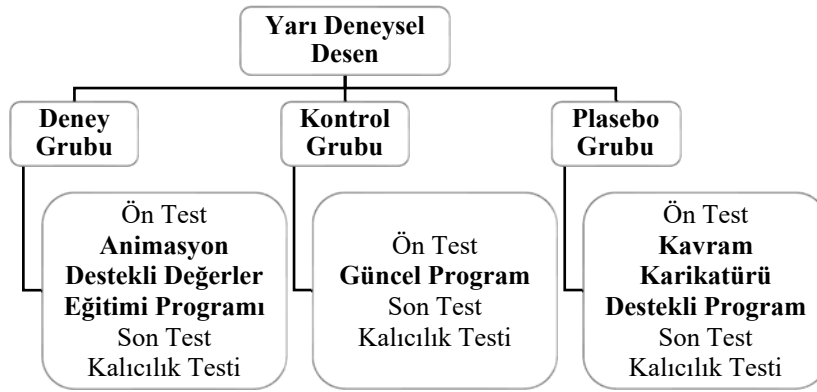 Yarı Deneysel
Desen
Deney
Grubu
Kontrol
Grubu
Plasebo
Grubu
Ön Test
Animasyon
Destekli Değerler
Eğitimi Programı
Son Test
Kalıcılık Testi
Ön Test
Güncel Program
Son Test
Kalıcılık Testi
Ön Test
Kavram
Karikatürü
Destekli Program
Son Test
Kalıcılık Testi